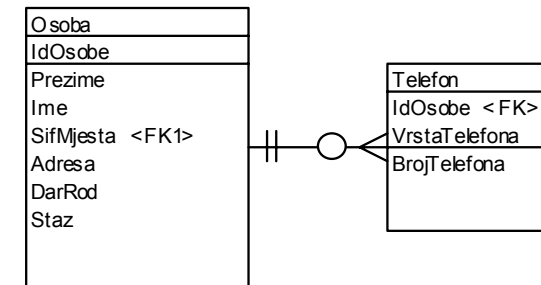 Osoba
IdOsobe
Prezime
Ime
SifMjesta <FK1>
Adresa
DarRod
Staz
Telefon
IdOsobe <FK>
VrstaTelefona
BrojTelefona